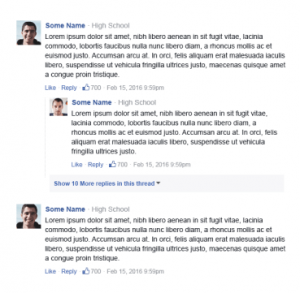 Some Name · High School
Lorem ipsum dolor sit amet, nibh libero aenean in sit fugit vitae, lacinia
commodo, lobortis faucibus nulla nunc libero diam, a rhoncus mollis ac et
euismod justo. Accumsan arcu at. In orci, felis aliquam erat malesuada iaculis
libero, suspendisse ut vehicula fringilla ultrices justo, maecenas quisque amet
a congue proin tristique.
Like · Reply · 700 · Feb 15, 2016 9:59pm
Some Name · High School
Lorem ipsum dolor sit amet, nibh libero aenean in sit fugit vitae,
lacinia commodo, lobortis faucibus nulla nunc libero diam, a
rhoncus mollis ac et euismod justo. Accumsan arcu at. In orci, felis
aliquam erat malesuada iaculis libero, suspendisse ut vehicula
fringilla ultrices justo.
Like · Reply · 700 · Feb 15, 2016 9:59pm
Show 10 More replies in this thread
Some Name · High School
Lorem ipsum dolor sit amet, nibh libero aenean in sit fugit vitae, lacinia
commodo, lobortis faucibus nulla nunc libero diam, a rhoncus mollis ac et
euismod justo. Accumsan arcu at. In orci, felis aliquam erat malesuada iaculis
libero, suspendisse ut vehicula fringilla ultrices justo, maecenas quisque amet
a congue proin tristique.
Like · Reply · 700 · Feb 15, 2016 9:59pm